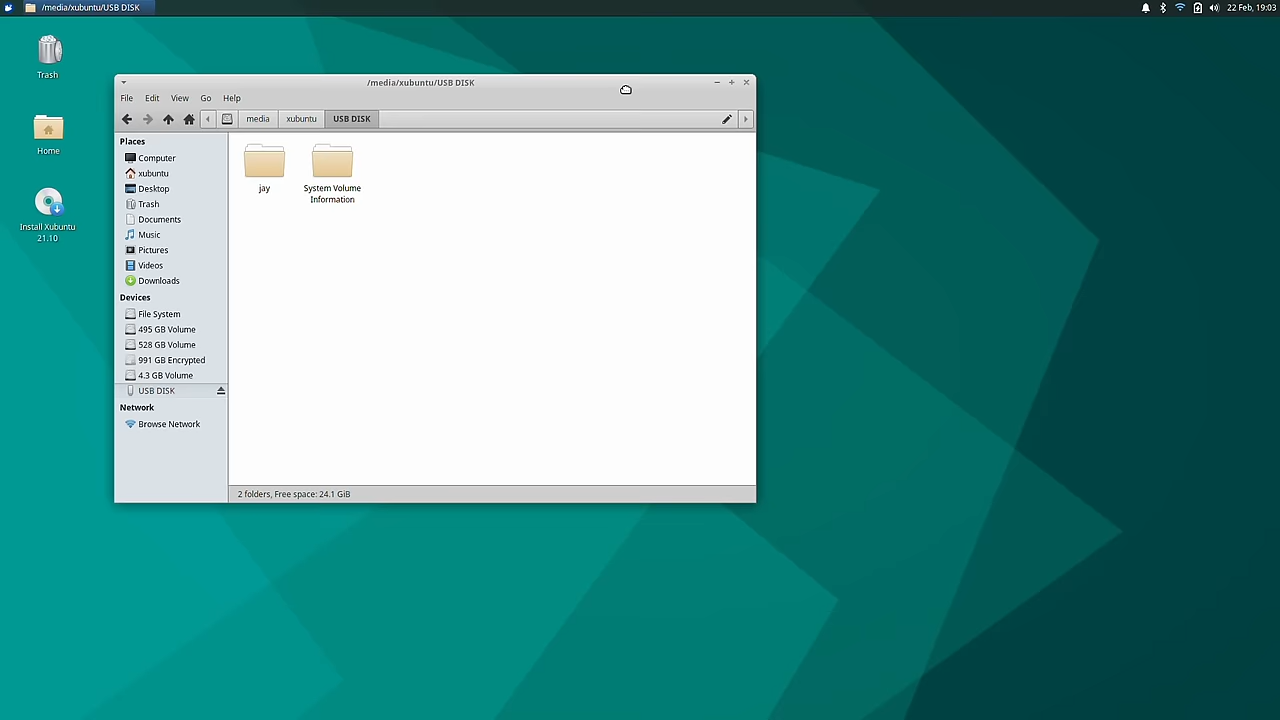 /media/xubuntu/USB DISK
22 Feb, 19:03
Trash
Home
Install Xubuntu
21.10
/media/xubuntu/USB DISK
File Edit View Go Help
media xubuntu USB DISK
Places
Computer
xubuntu
Desktop
Trash
Documents
Music
Pictures
Videos
Downloads
Devices
File System
495 GB Volume
528 GB Volume
991 GB Encrypted
4.3 GB Volume
USB DISK
Network
Browse Network
jay
System Volume
Information
2 folders, Free space: 24.1 GiB